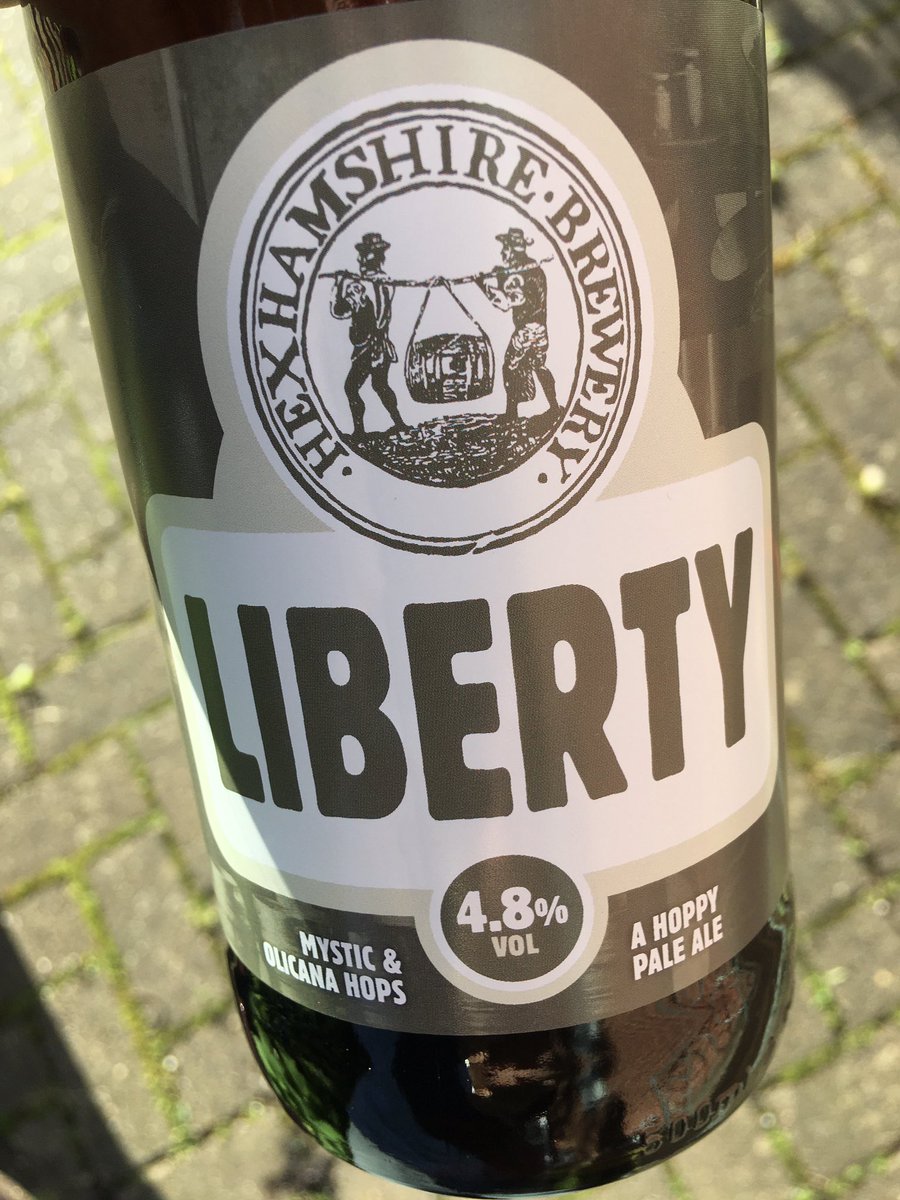 HEXHAMSHIRE · BREWERY ·
LIBERTY
4.8%
VOL
MYSTIC &
OLICANA HOPS
A HOPPY
PALE ALE